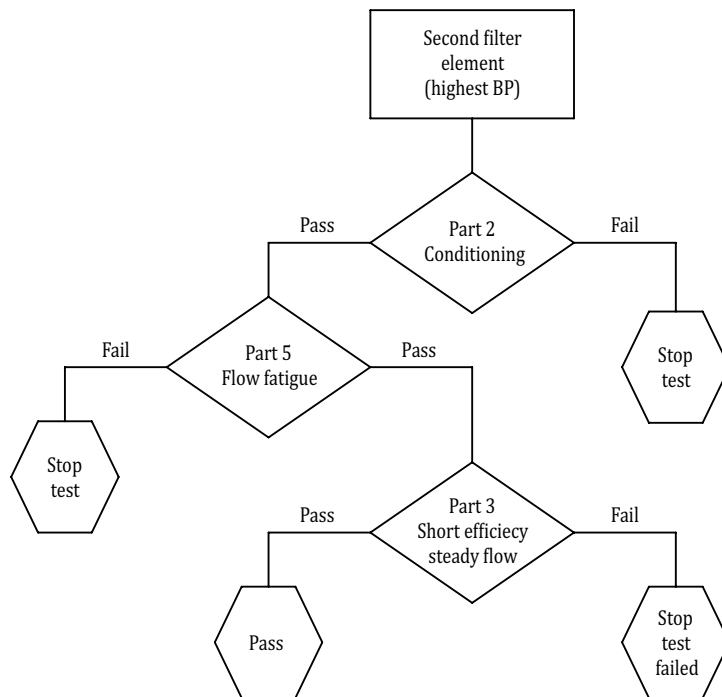 Second filter
element
(highest BP)
Pass
Part 2
Conditioning
Fail
Fail
Part 5
Flow fatigue
Pass
Stop
test
Stop
test
Pass
Part 3
Short efficiecy
steady flow
Fail
Pass
Stop
test
failed